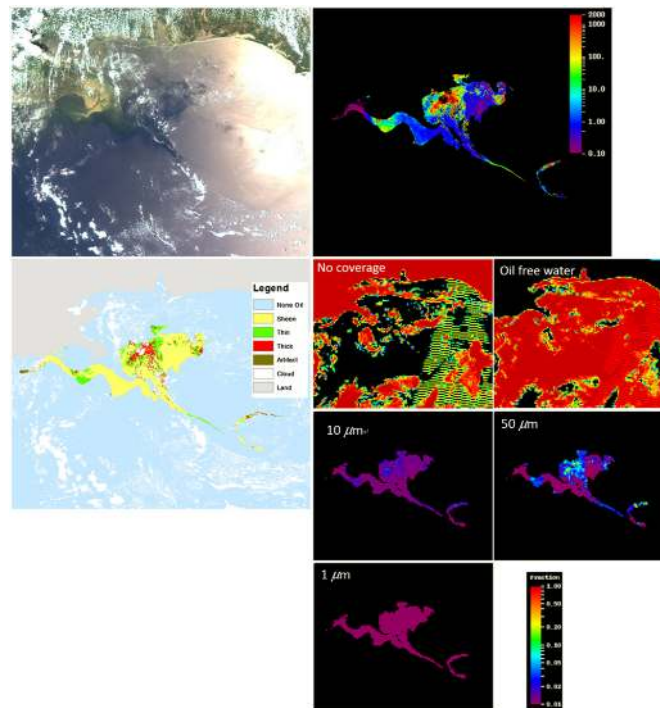 2000
1000
100.
10.0
1.00
0.10
Legend
None Oil
Sheen
Thin
Thick
Cloud
Land
No coverage
Oil free water
10 μm
50 μm
1 μm
Fraction
1.00
0.50
0.20
0.10
0.05
0.02
0.01